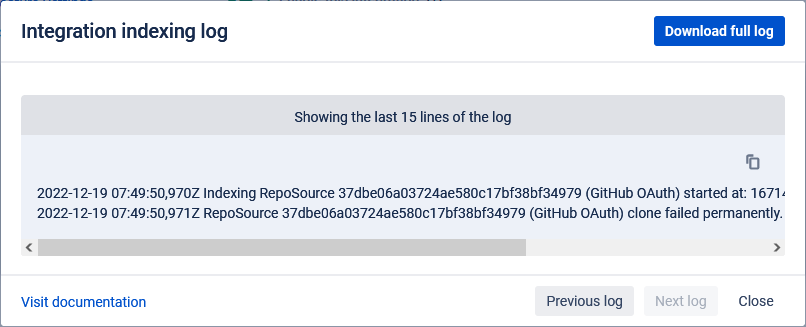 Integration indexing log
Download full log
Showing the last 15 lines of the log
2022-12-19 07:49:50,970Z Indexing RepoSource 37dbe06a03724ae580c17bf38bf34979 (GitHub OAuth) started at: 16714
2022-12-19 07:49:50,971Z RepoSource 37dbe06a03724ae580c17bf38bf34979 (GitHub OAuth) clone failed permanently.
Visit documentation
Previous log
Next log
Close